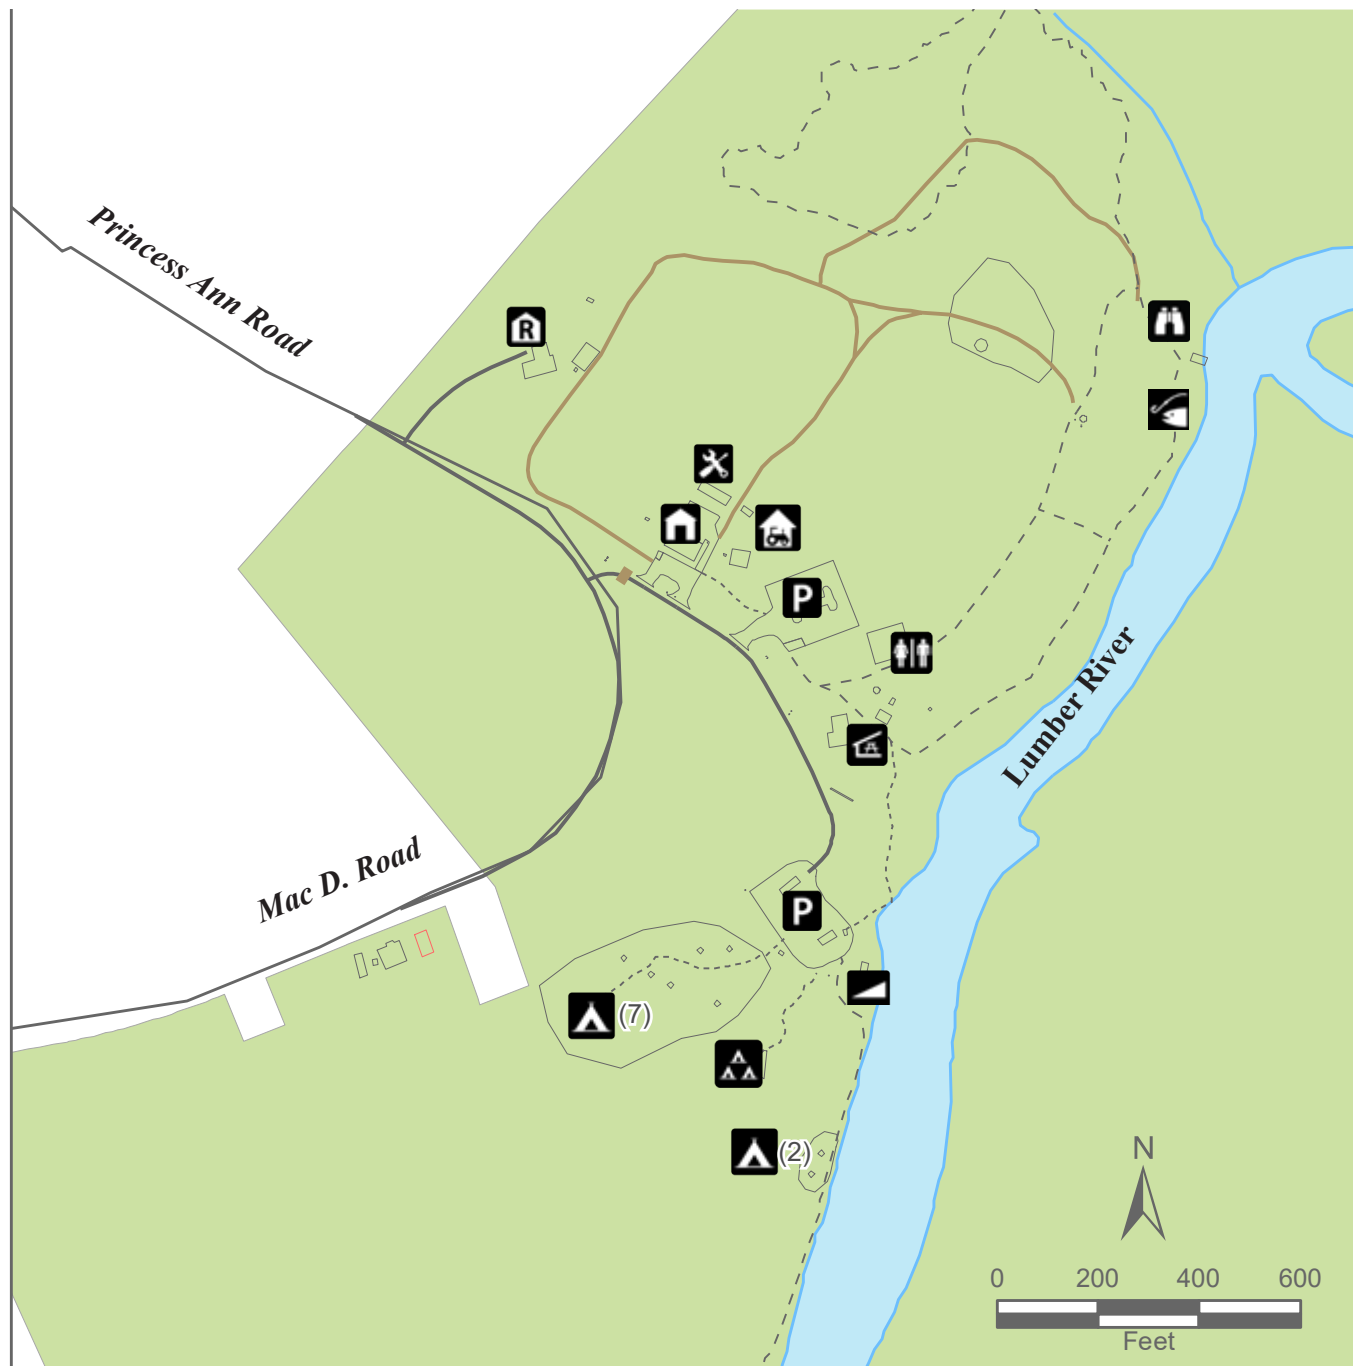 Princess Ann Road
R
P
Lumber River
Mac D. Road
P
(7)
(2)
N
0 200 400 600
Feet